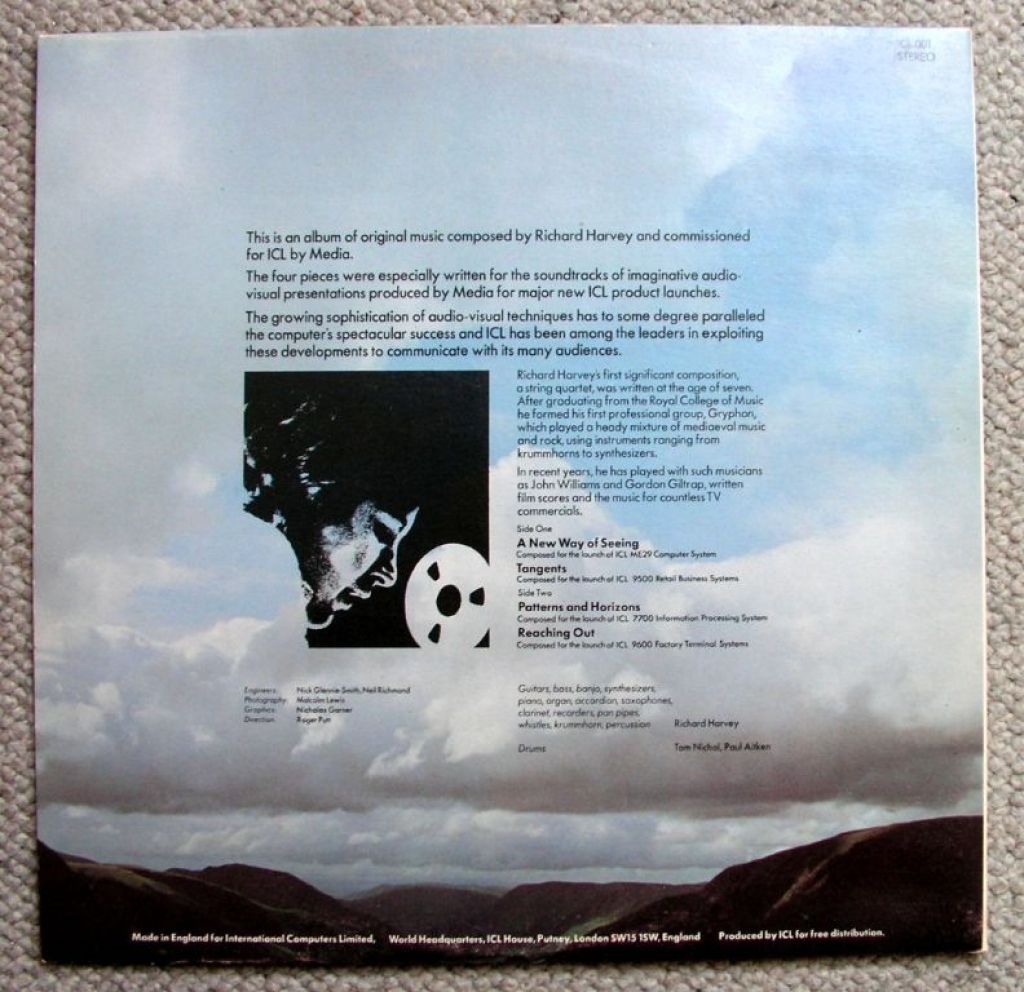 ICL 001
STEREO
This is an album of original music composed by Richard Harvey and commissioned
for ICL by Media.
The four pieces were especially written for the soundtracks of imaginative audio-
visual presentations produced by Media for major new ICL product launches.
The growing sophistication of audio-visual techniques has to some degree paralleled
the computer's spectacular success and ICL has been among the leaders in exploiting
these developments to communicate with its many audiences.
Richard Harvey's first significant composition,
a string quartet, was written at the age of seven.
After graduating from the Royal College of Music
he formed his first professional group, Gryphon,
which played a heady mixture of mediaeval music
and rock, using instruments ranging from
krummhorns to synthesizers.
In recent years, he has played with such musicians
as John Williams and Gordon Giltrap, written
film scores and the music for countless TV
commercials.
Side One
A New Way of Seeing
Composed for the launch of ICL ME29 Computer System
Tangents
Composed for the launch of ICL 9500 Retail Business Systems
Side Two
Patterns and Horizons
Composed for the launch of ICL 7700 Information Processing System
Reaching Out
Composed for the launch of ICL 9600 Factory Terminal Systems
Engineers: Nick Glennie-Smith, Neil Richmond
Photography: Malcolm Lewis
Graphics: Nicholas Garner
Direction: Roger Putt
Guitars, bass, banjo, synthesizers,
piano, organ, accordian, saxophones,
clarinet, recorders, pan pipes,
whistles, krummhorn, percussion Richard Harvey
Drums Tom Nichol, Paul Aitken
Made in England for International Computers Limited, World Headquarters, ICL House, Putney, London SW15 1SW, England Produced by ICL for free distribution.